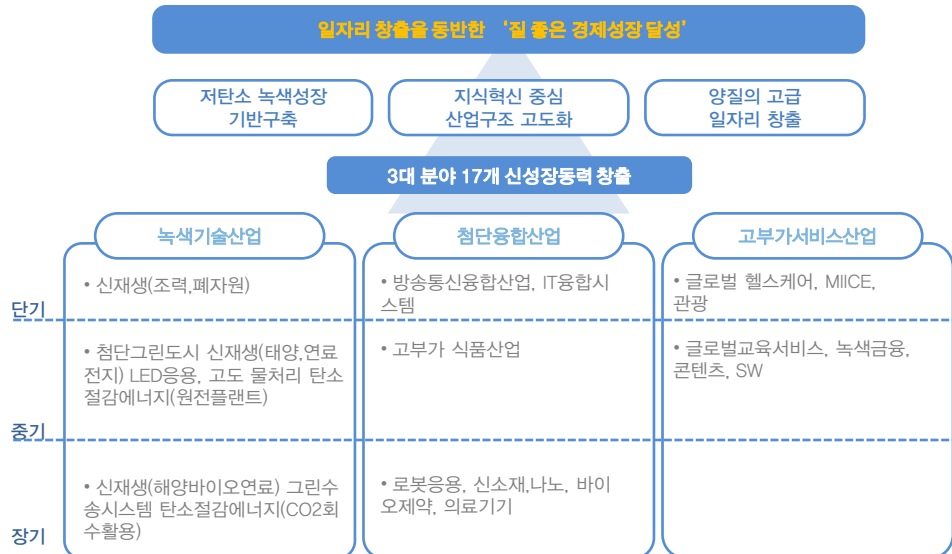 일자리 창출을 동반한 '질 좋은 경제성장 달성'
저탄소 녹색성장
기반구축
지식혁신 중심
산업구조 고도화
양질의 고급
일자리 창출
3대 분야 17개 신성장동력 창출
녹색기술산업
첨단융합산업
고부가서비스산업
단기
• 신재생(조력,폐자원)
• 방송통신융합산업, IT융합시
스템
• 글로벌 헬스케어, MIICE,
관광
중기
• 첨단그린도시 신재생(태양,연료
전지) LED응용, 고도 물처리 탄소
절감에너지(원전플랜트)
• 고부가 식품산업
• 글로벌교육서비스, 녹색금융,
콘텐츠, SW
장기
• 신재생(해양바이오연료) 그린수
송시스템 탄소절감에너지(CO2회
수활용)
• 로봇응용, 신소재,나노, 바이
오제약, 의료기기